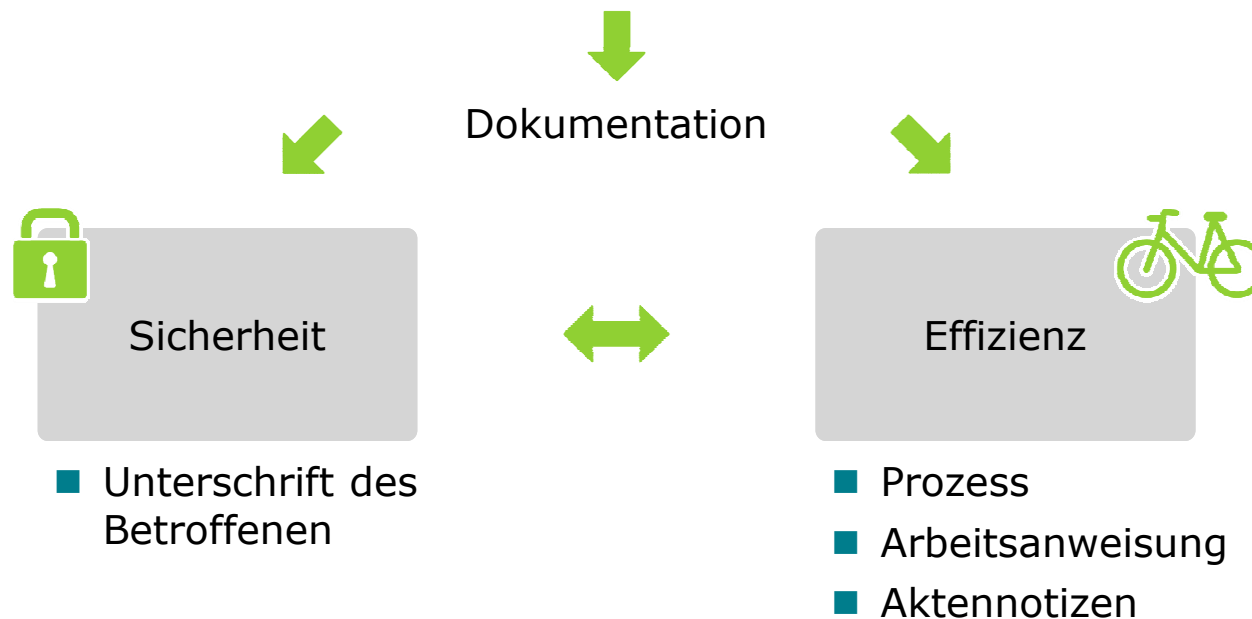 Dokumentation
Sicherheit
Effizienz
Unterschrift des
Betroffenen
Prozess
Arbeitsanweisung
Aktennotizen